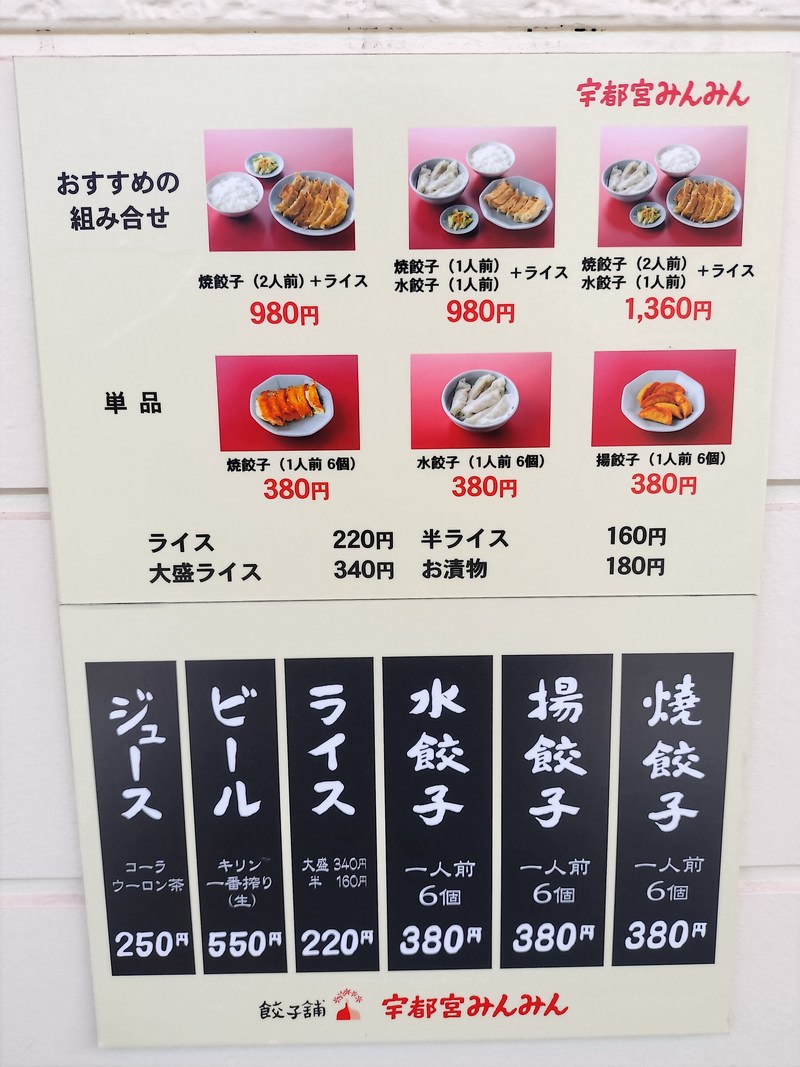 宇都宮みんみん
おすすめの
組み合せ
焼餃子（2人前）＋ライス
980円
焼餃子（1人前）
水餃子（1人前）
＋ライス
980円
焼餃子（2人前）
水餃子（1人前）
＋ライス
1,360円
単品
焼餃子（1人前 6個）
380円
水餃子（1人前 6個）
380円
揚餃子（1人前 6個）
380円
ライス 220円
半ライス 160円
大盛ライス 340円
お漬物 180円
焼餃子
一人前
6個
380円
揚餃子
一人前
6個
380円
水餃子
一人前
6個
380円
ライス
大盛 340円
半 160円
220円
ビール
キリン
一番搾り
(生)
550円
ジュース
コーラ
ウーロン茶
250円
餃子舗
宇都宮みんみん